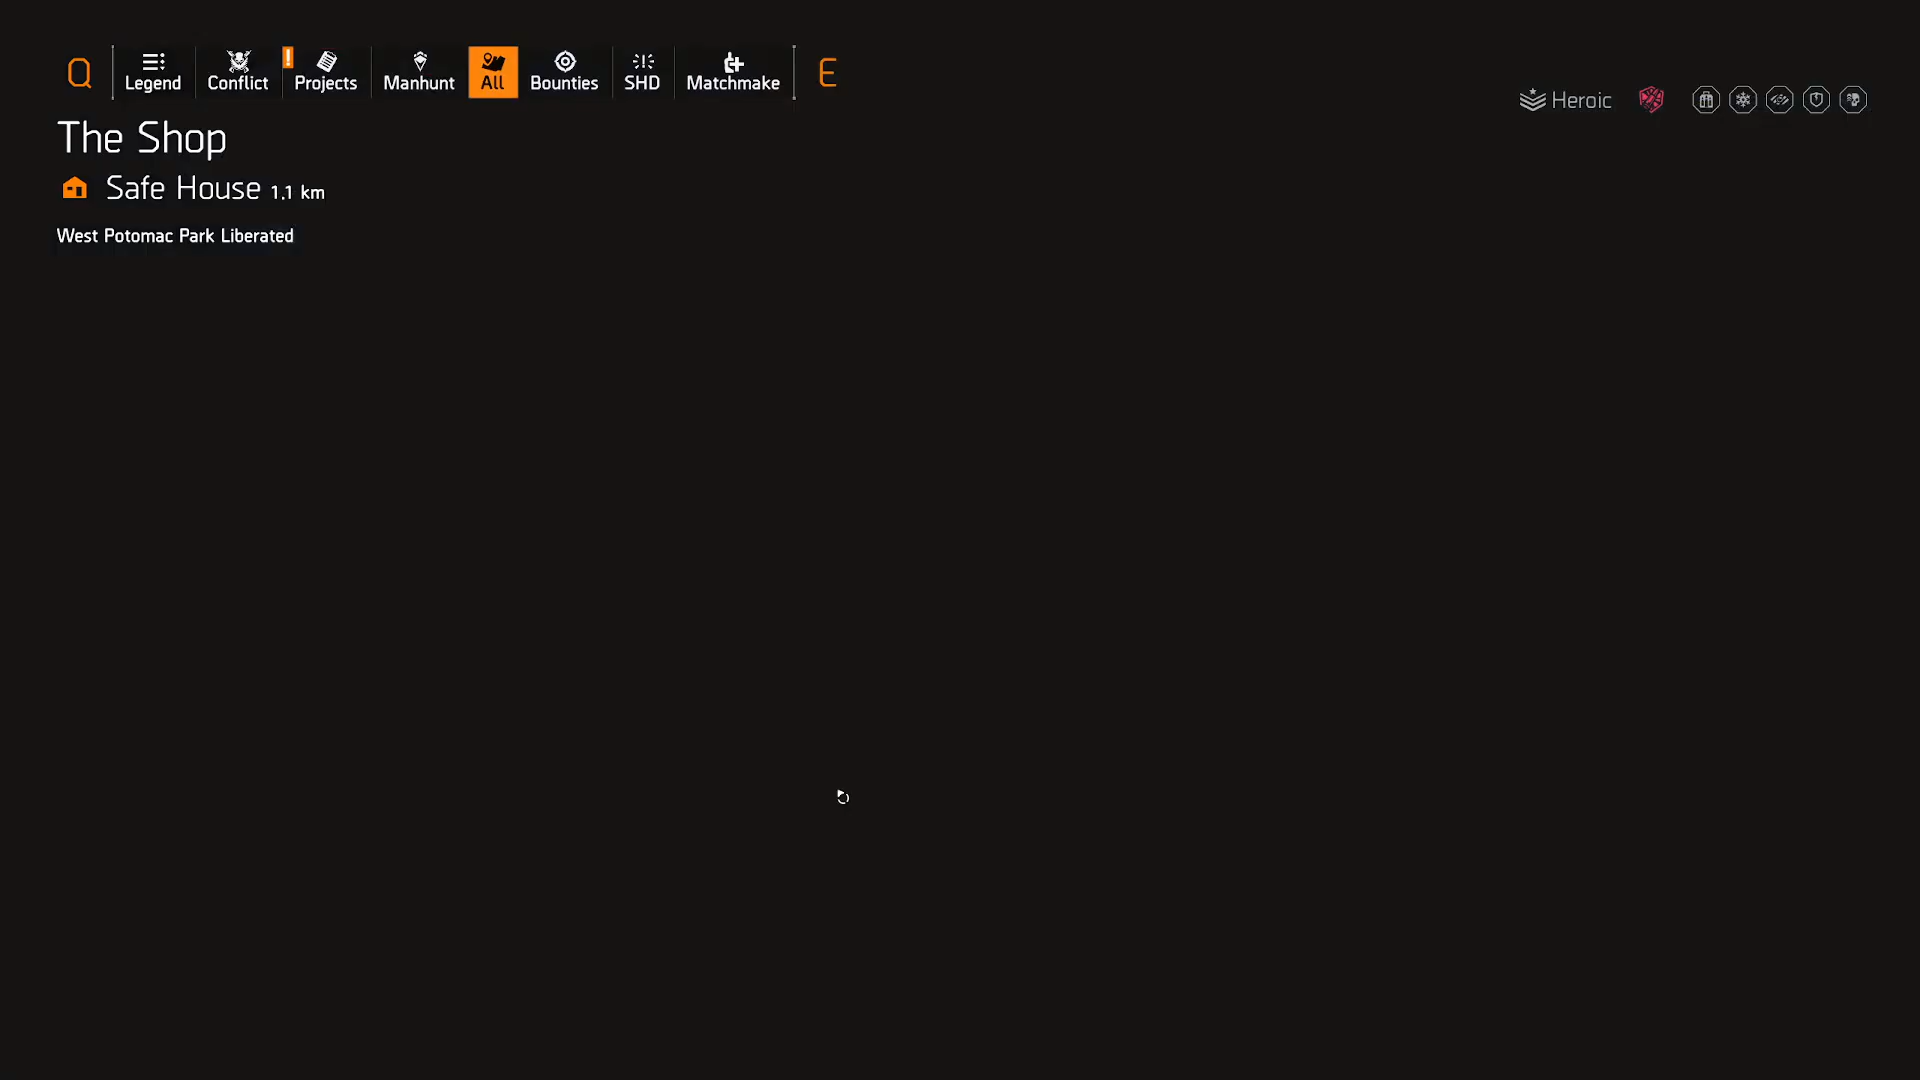 Q Legend Conflict ! Projects Manhunt All Bounties SHD Matchmake E
Heroic
The Shop
Safe House 1.1 km
West Potomac Park Liberated